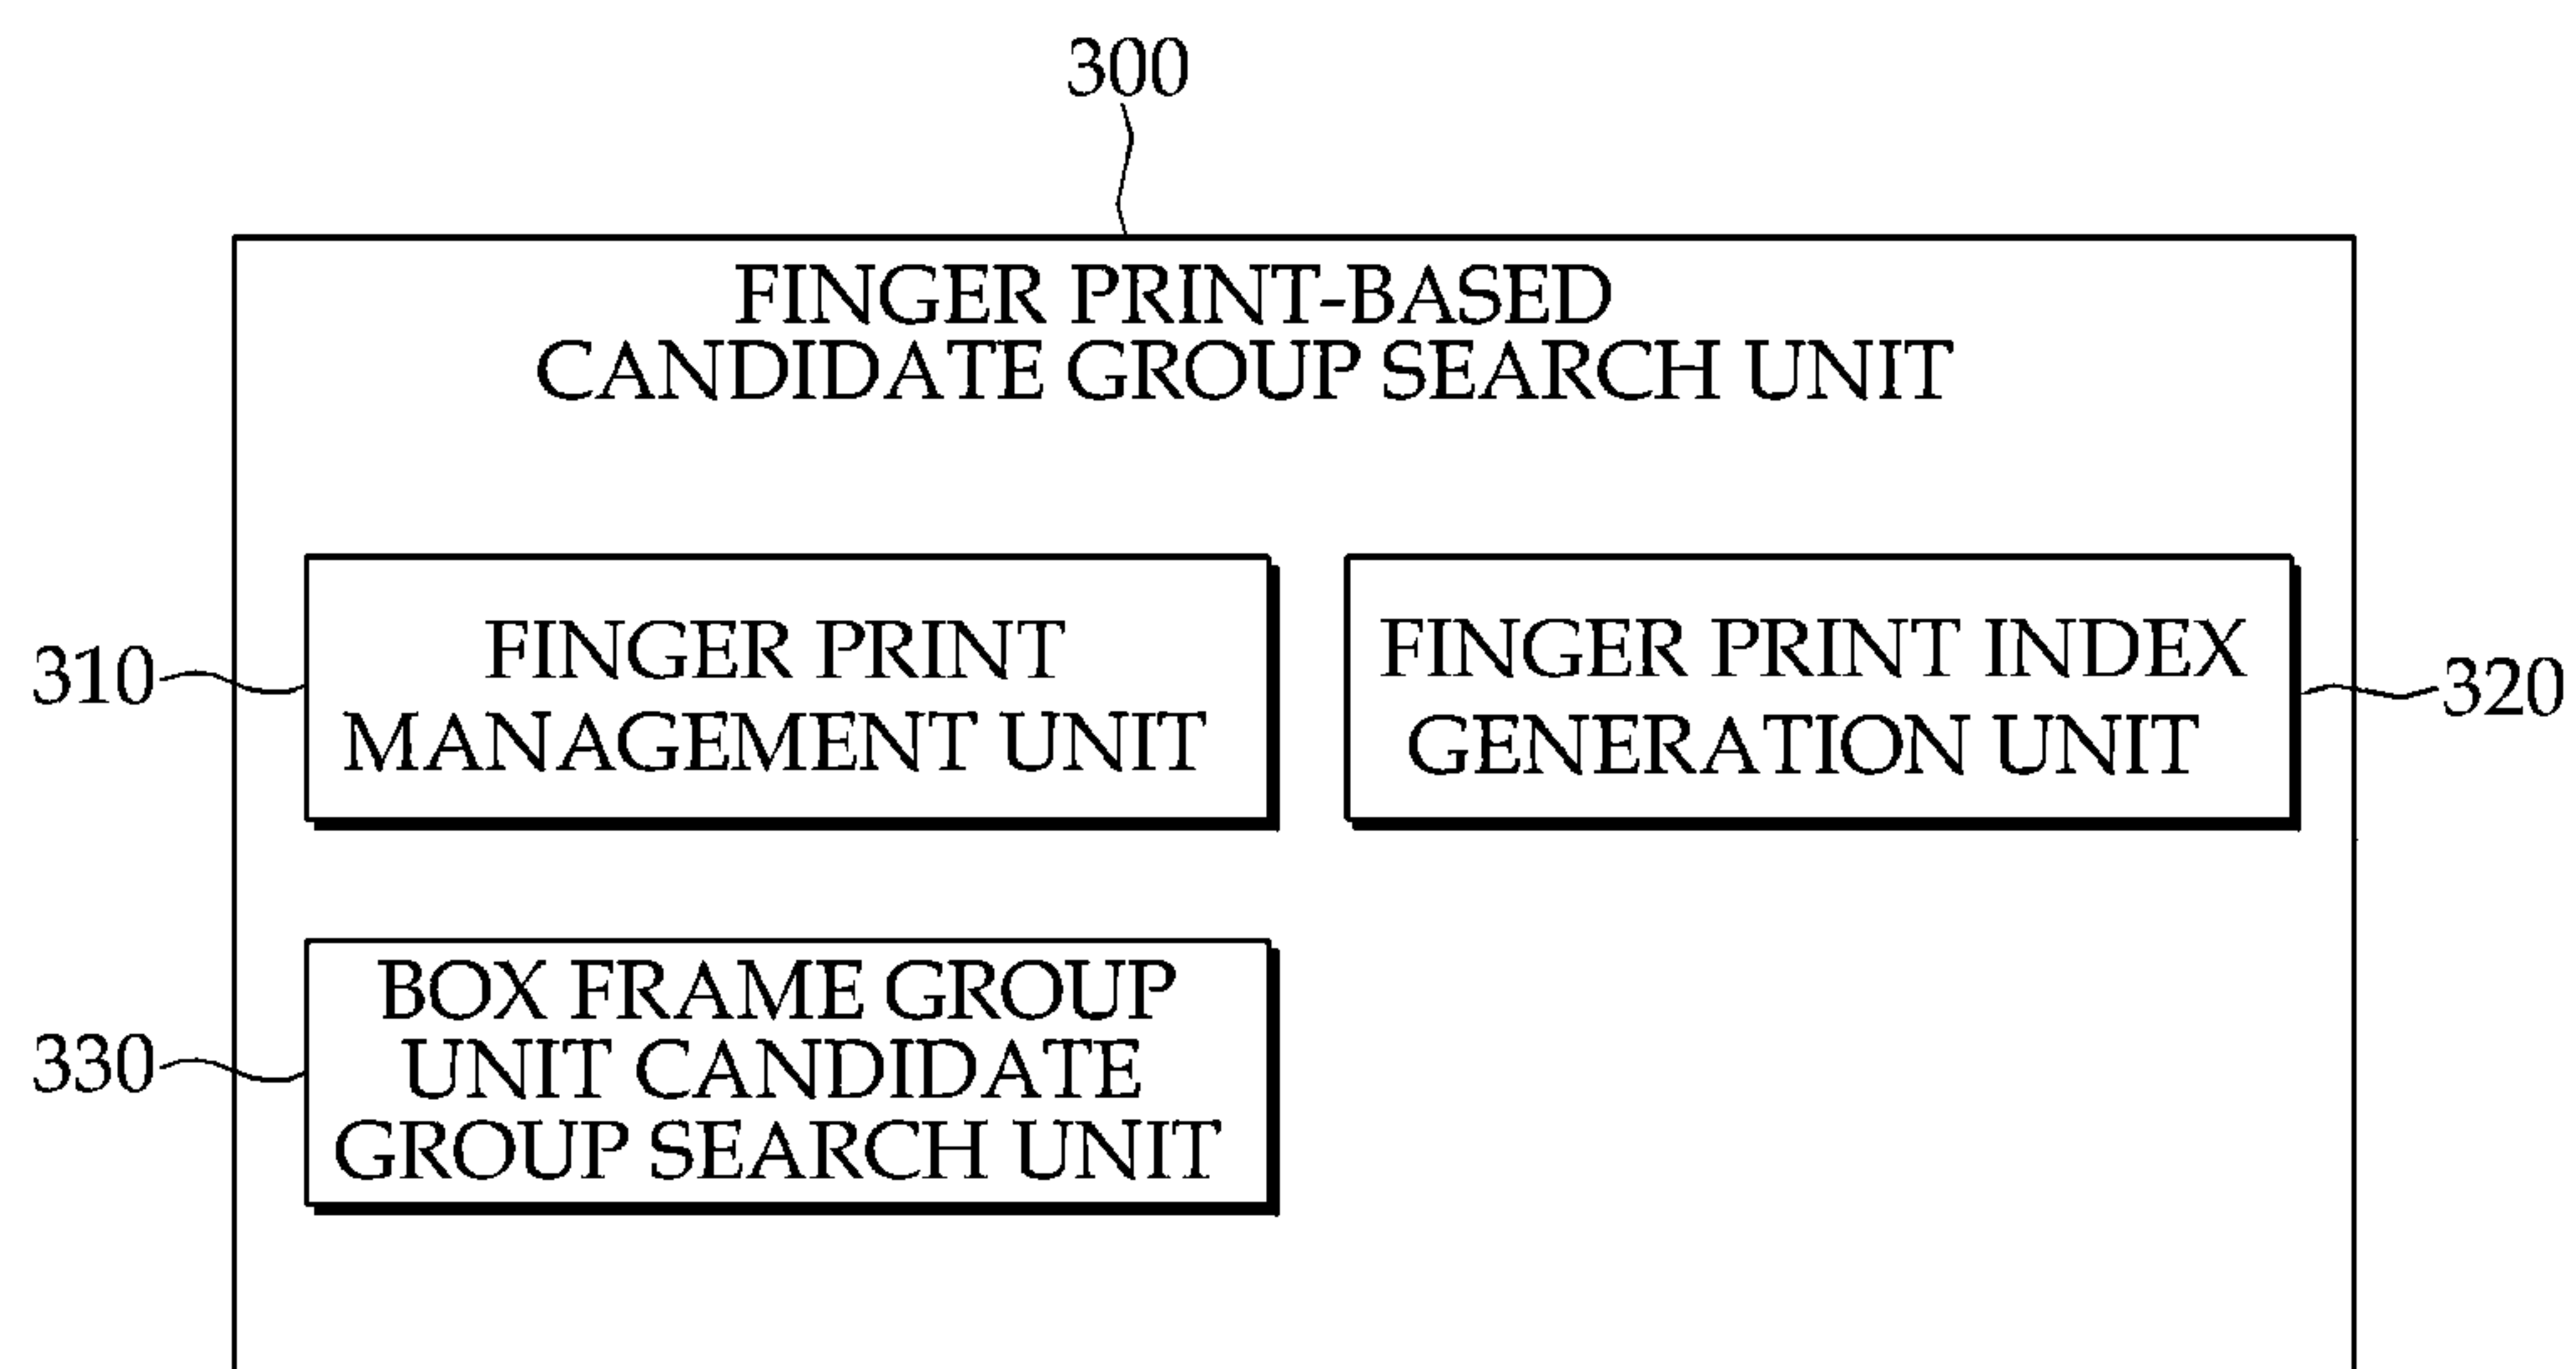 300
FINGER PRINT-BASED
CANDIDATE GROUP SEARCH UNIT
310
FINGER PRINT
MANAGEMENT UNIT
FINGER PRINT INDEX
GENERATION UNIT
320
330
BOX FRAME GROUP
UNIT CANDIDATE
GROUP SEARCH UNIT